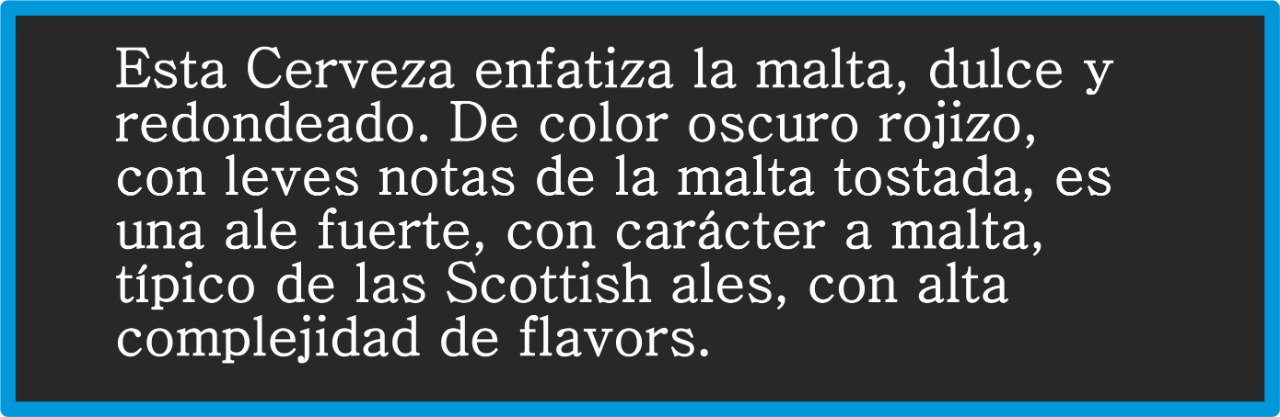 Esta Cerveza enfatiza la malta, dulce y
redondeado. De color oscuro rojizo,
con leves notas de la malta tostada, es
una ale fuerte, con carácter a malta,
típico de las Scottish ales, con alta
complejidad de flavors.